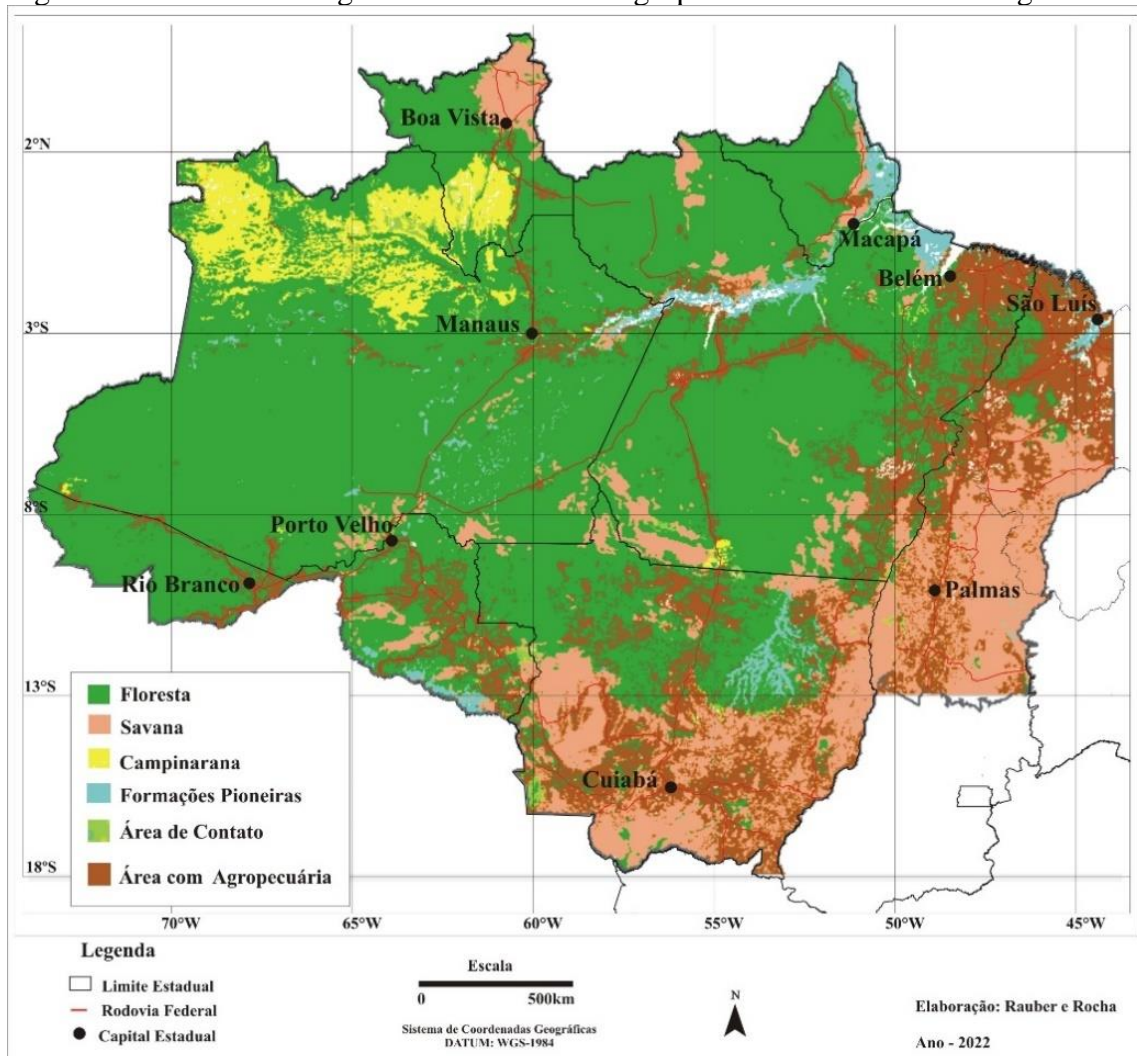 Boa Vista
2°N
Macapá
Belém
São Luís
Manaus
3°S
8°S
Porto Velho
Rio Branco
Palmas
13°S
Floresta
Savana
Campinarana
Formações Pioneiras
Área de Contato
Área com Agropecuária
Cuiabá
18°S
70°W 65°W 60°W 55°W 50°W 45°W
Legenda
Limite Estadual
Rodovia Federal
Capital Estadual
Escala
0 500km
Sistema de Coordenadas Geográficas
DATUM: WGS-1984
N
Elaboração: Rauber e Rocha
Ano - 2022